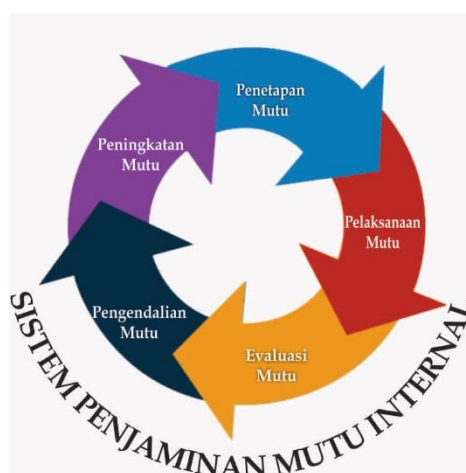 Penetapan
Mutu
Pelaksanaan
Mutu
Evaluasi
Mutu
Pengendalian
Mutu
Peningkatan
Mutu
SISTEM PENJAMINAN MUTU INTERNAL